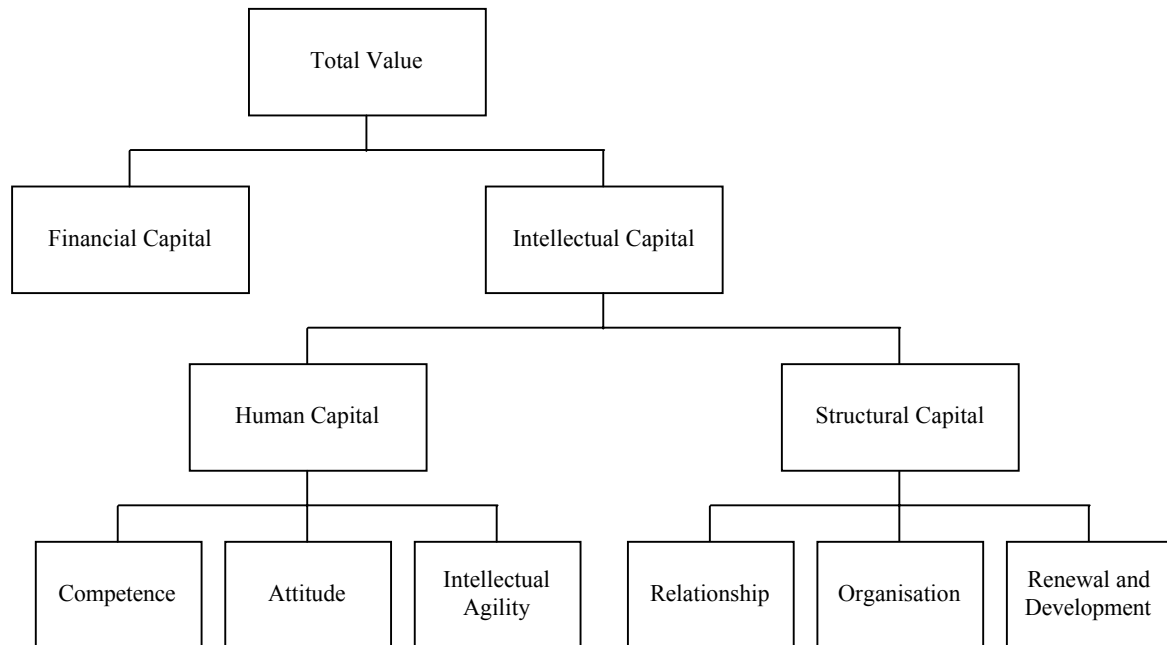 Total Value
Financial Capital
Intellectual Capital
Human Capital
Structural Capital
Competence
Attitude
Intellectual
Agility
Relationship
Organisation
Renewal and
Development